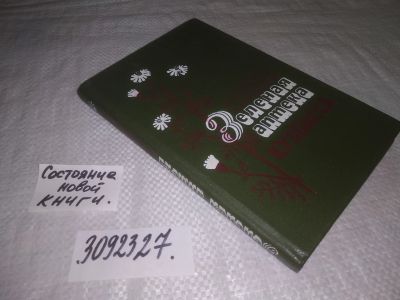 Зеленая
аптека
Состояние
новой
книги.
.3092327.